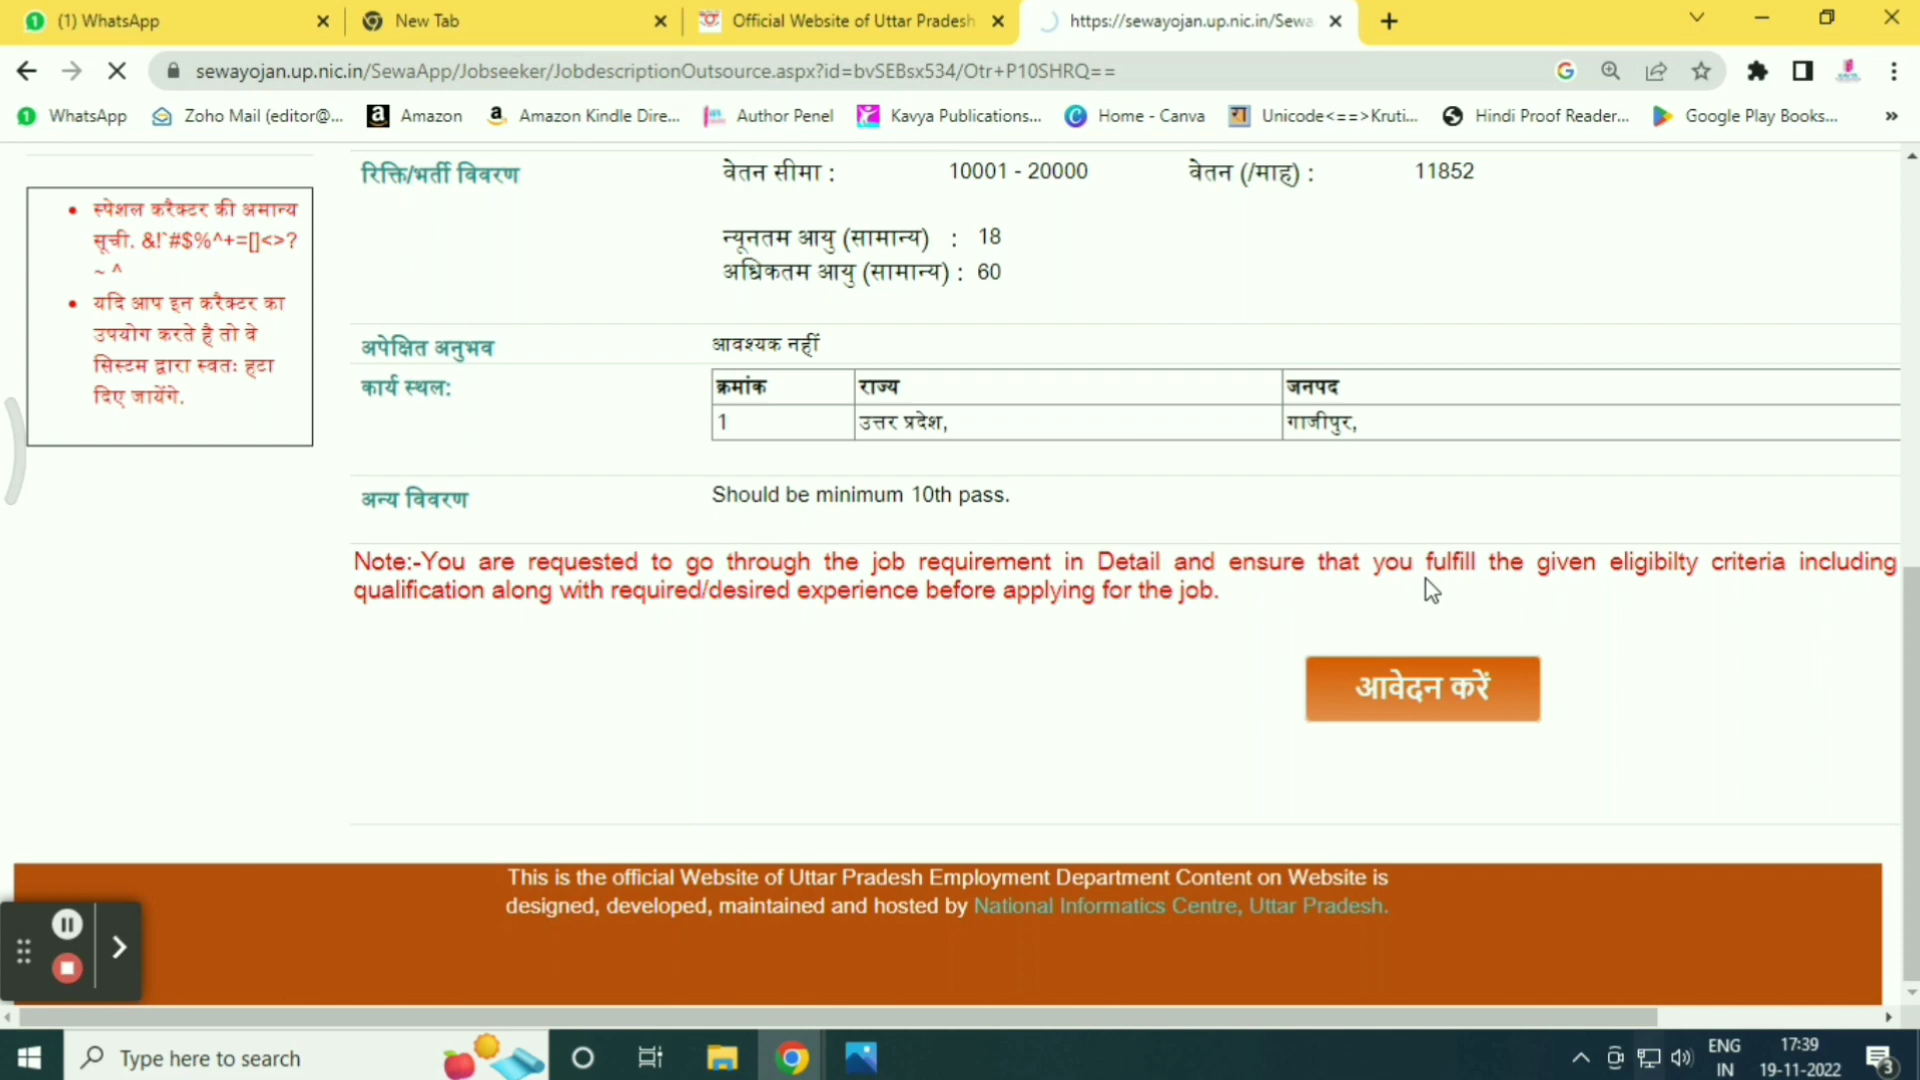 (1) WhatsApp
New Tab
Official Website of Uttar Pradesh
https://sewayojan.up.nic.in/Sewa
sewayojan.up.nic.in/SewaApp/Jobseeker/JobdescriptionOutsource.aspx?id=bvSEBsx534/Otr+P10SHRQ==
WhatsApp
Zoho Mail (editor@...
Amazon
Amazon Kindle Dire...
Author Penel
Kavya Publications...
Home - Canva
Unicode<==>Kruti...
Hindi Proof Reader...
Google Play Books...
स्पेशल करैक्टर की अमान्य
सूची. &!`#$%^+=[]<>?
~ ^
यदि आप इन करैक्टर का
उपयोग करते है तो वे
सिस्टम द्वारा स्वतः हटा
दिए जायेंगे.
रिक्ति/भर्ती विवरण
वेतन सीमा : 10001 - 20000 वेतन (/माह) : 11852
न्यूनतम आयु (सामान्य) : 18
अधिकतम आयु (सामान्य) : 60
अपेक्षित अनुभव
आवश्यक नहीं
कार्य स्थल:
क्रमांक राज्य जनपद
1 उत्तर प्रदेश, गाजीपुर,
अन्य विवरण
Should be minimum 10th pass.
Note:-You are requested to go through the job requirement in Detail and ensure that you fulfill the given eligibilty criteria including
qualification along with required/desired experience before applying for the job.
आवेदन करें
This is the official Website of Uttar Pradesh Employment Department Content on Website is
designed, developed, maintained and hosted by National Informatics Centre, Uttar Pradesh.
Type here to search
ENG
IN
17:39
19-11-2022
3